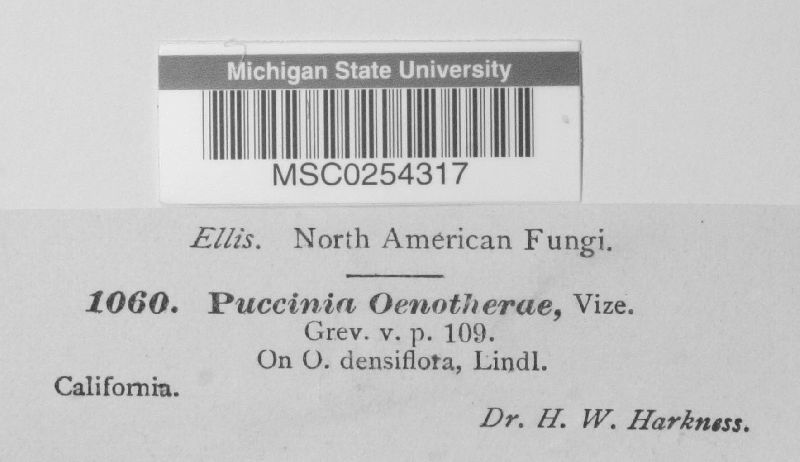 Michigan State University
MSC0254317
Ellis. North American Fungi.
1060. Puccinia Oenotherae, Vize.
Grev. v. p. 109.
On O. densiflora, Lindl.
California.
Dr. H. W. Harkness.